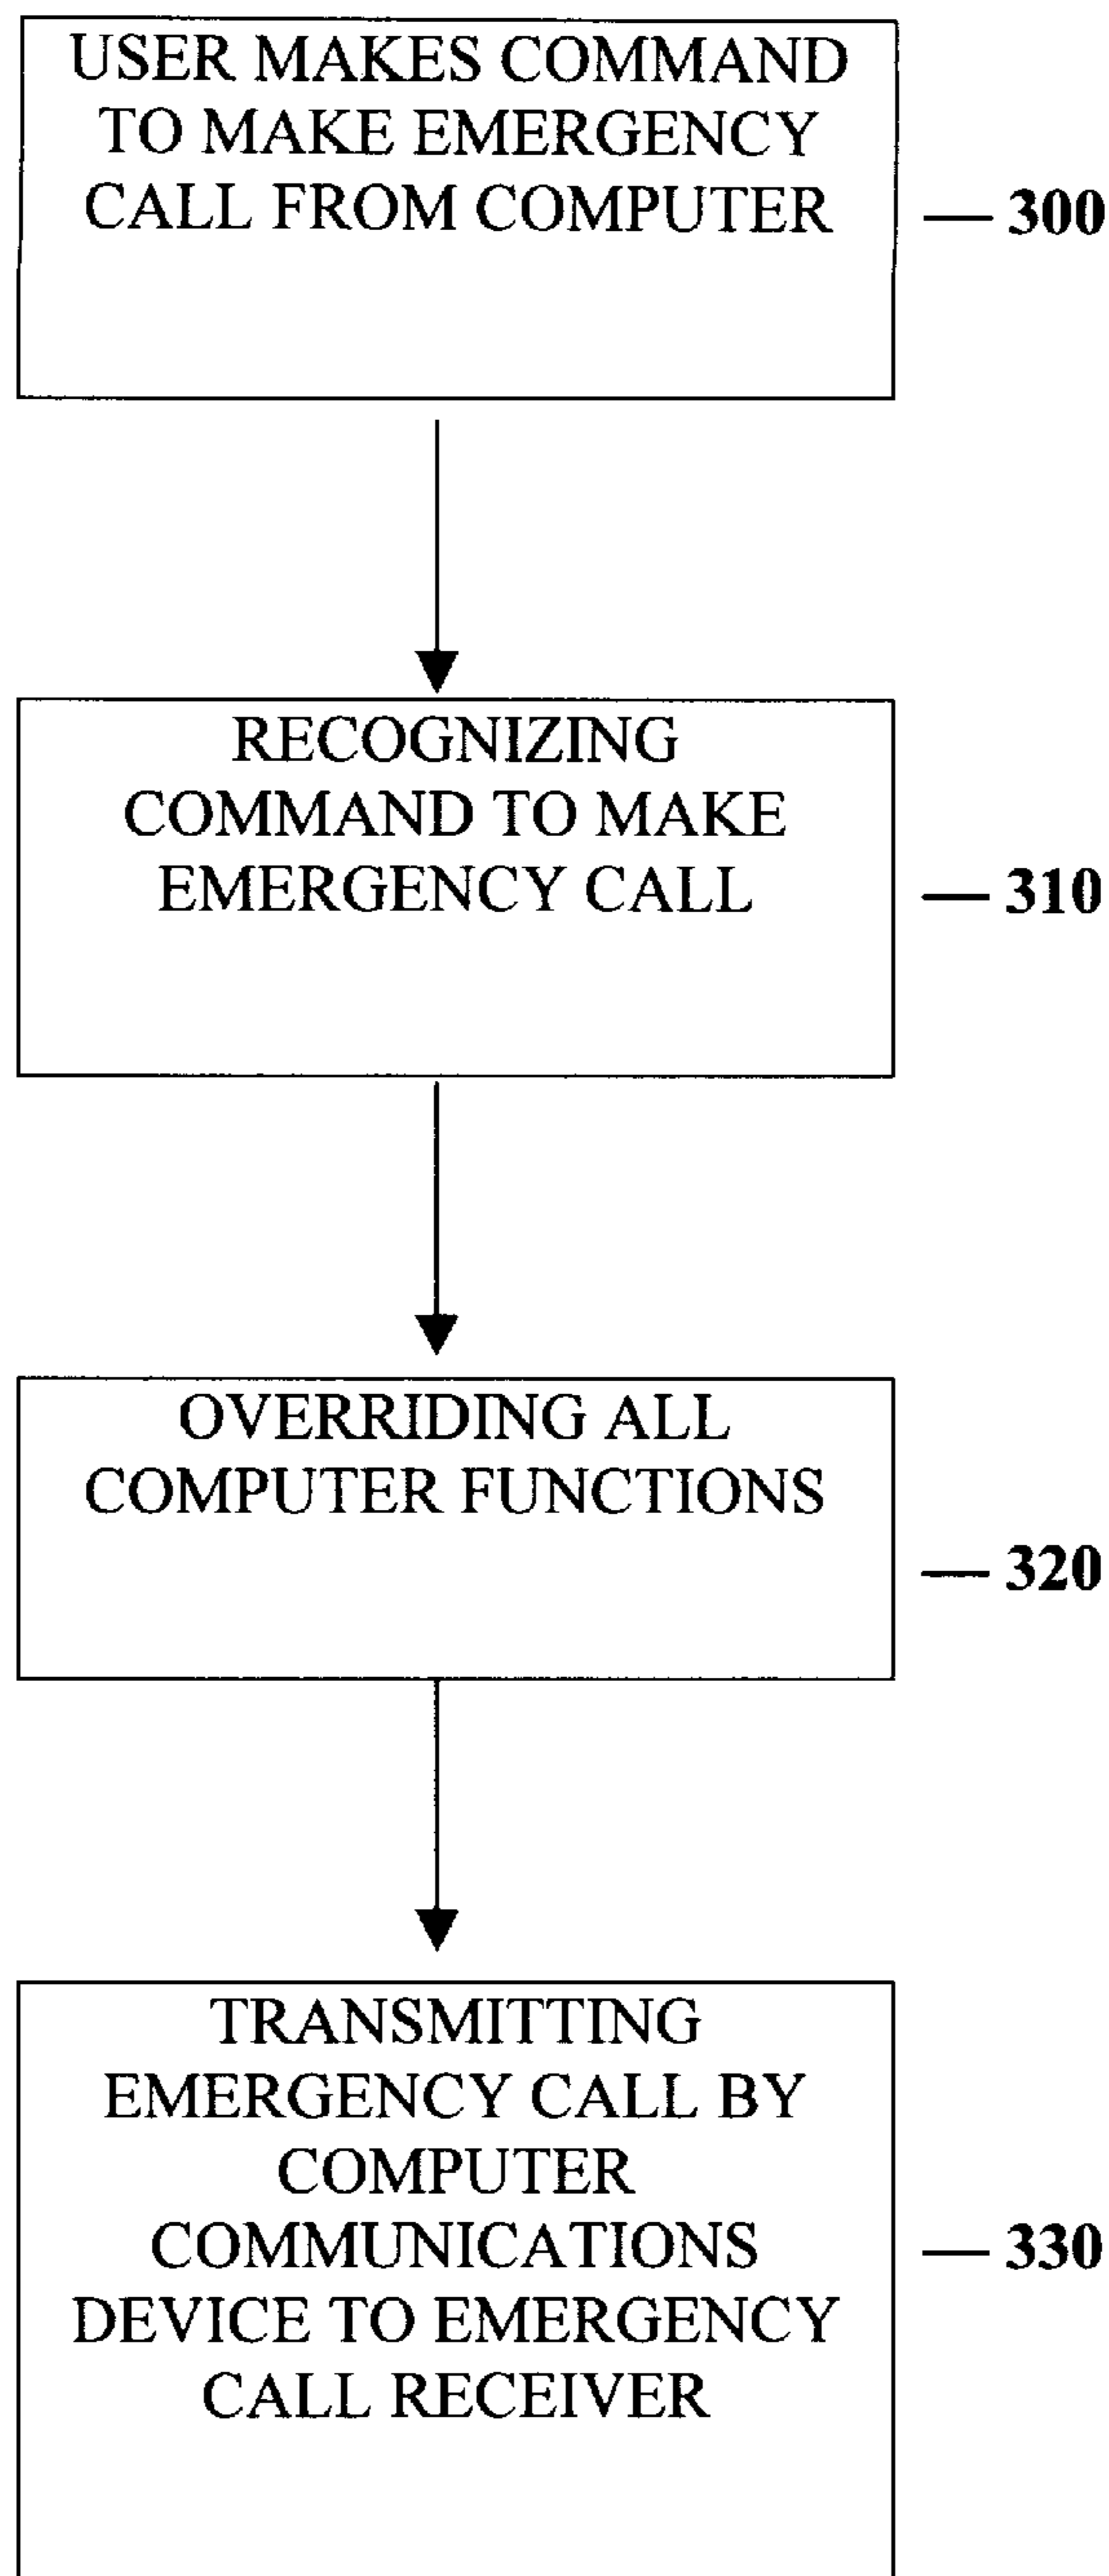 USER MAKES COMMAND
TO MAKE EMERGENCY
CALL FROM COMPUTER
— 300
RECOGNIZING
COMMAND TO MAKE
EMERGENCY CALL
— 310
OVERRIDING ALL
COMPUTER FUNCTIONS
— 320
TRANSMITTING
EMERGENCY CALL BY
COMPUTER
COMMUNICATIONS
DEVICE TO EMERGENCY
CALL RECEIVER
— 330